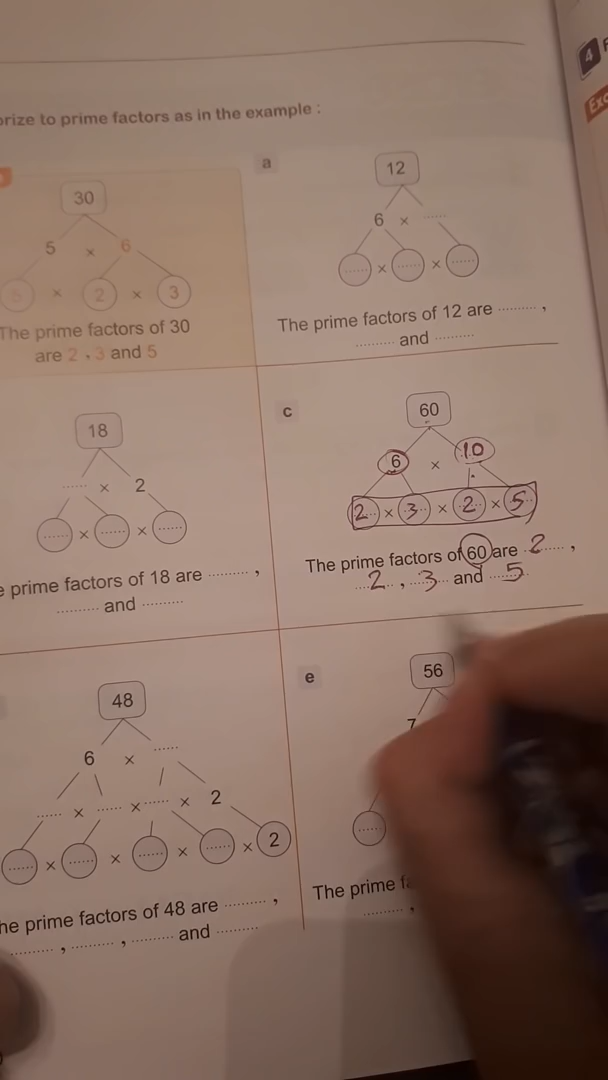 prize to prime factors as in the example :
30
5 × 6
5 × 2 × 3
The prime factors of 30
are 2 , 3 and 5
a
12
6 × ......
...... × ...... × ......
The prime factors of 12 are .......... ,
.......... and ..........
18
...... × 2
...... × ...... × ......
e prime factors of 18 are .......... ,
.......... and ..........
c
60
6 × 10
2 × 3 × 2 × 5
The prime factors of 60 are 2 ,
2 , 3 and 5
48
6 × ......
...... × ...... × ...... × 2
...... × ...... × ...... × ...... × 2
he prime factors of 48 are .......... ,
.......... , .......... , .......... and ..........
e
56
7
The prime fa
.......... ,
4